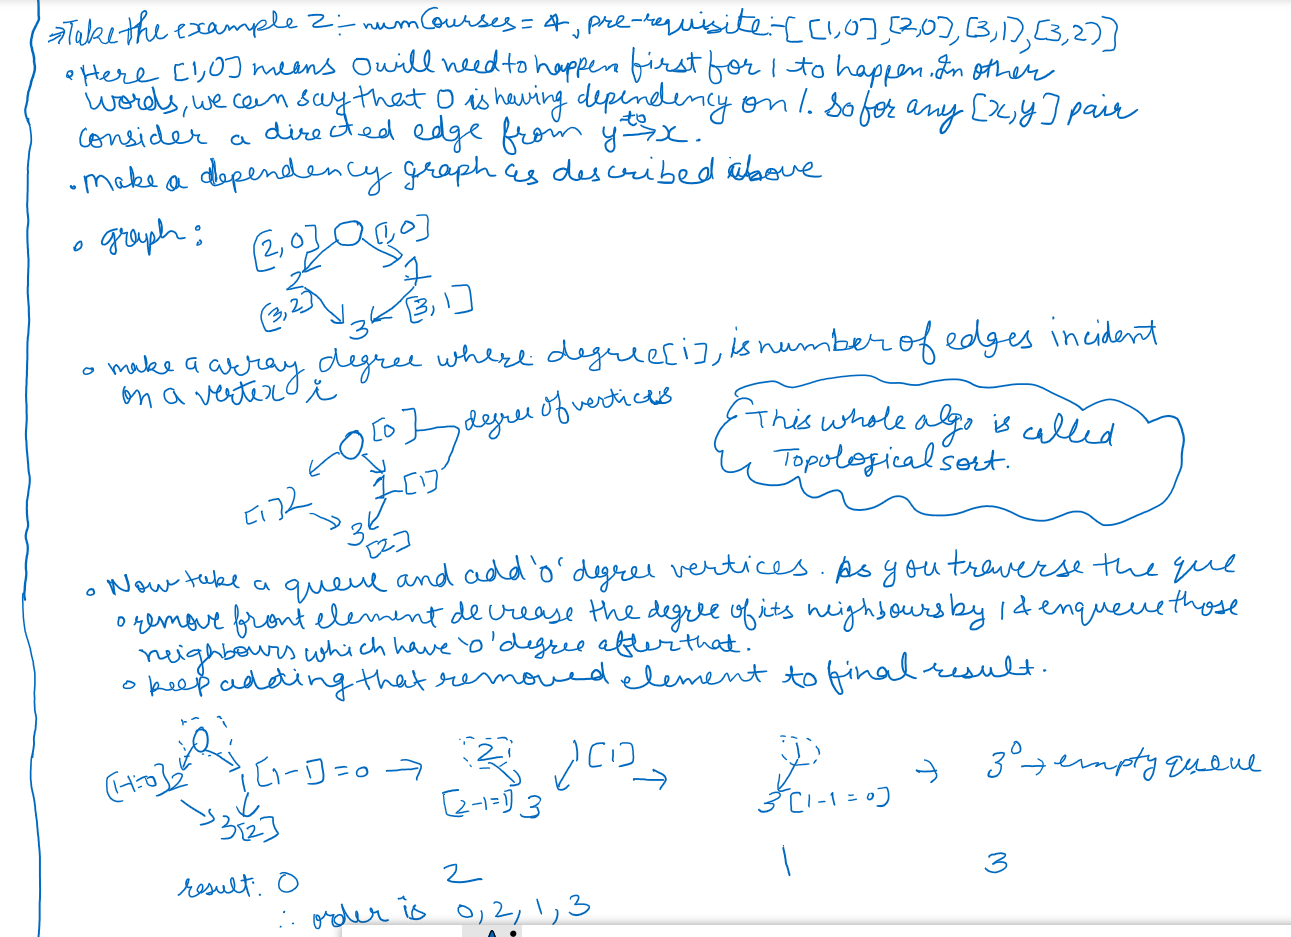 ⇒Take the example 2:- numCourses = 4, pre-requisite:-[[1,0],[2,0],[3,1],[3,2]]
• Here [1,0] means 0 will need to happen first for 1 to happen. In other
words, we can say that 0 is having dependency on 1. So for any [x,y] pair
consider a directed edge from y to→ x.
• Make a dependency graph as described above
• graph:
[2,0] 0 [1,0]
2 1
[3,2] 3 [3,1]
• make a array degree where degree[i], is number of edges incident
on a vertex i
0 [0] degree of vertices
[1] 2 1 [1]
3
[2]
This whole algo is called
Topological sort.
• Now take a queue and add '0' degree vertices. As you traverse the que
• remove front element decrease the degree of its neighbours by 1 & enqueue those
neighbours which have '0' degree after that.
• keep adding that removed element to final result.
0 2 [1] 1 3⁰→empty queue
[1-1=0] 2 1 [1-1]=0 → [2-1=1] 3 → 3 [1-1=0] →
3[2]
result: 0 2 1 3
∴ order is 0, 2, 1, 3